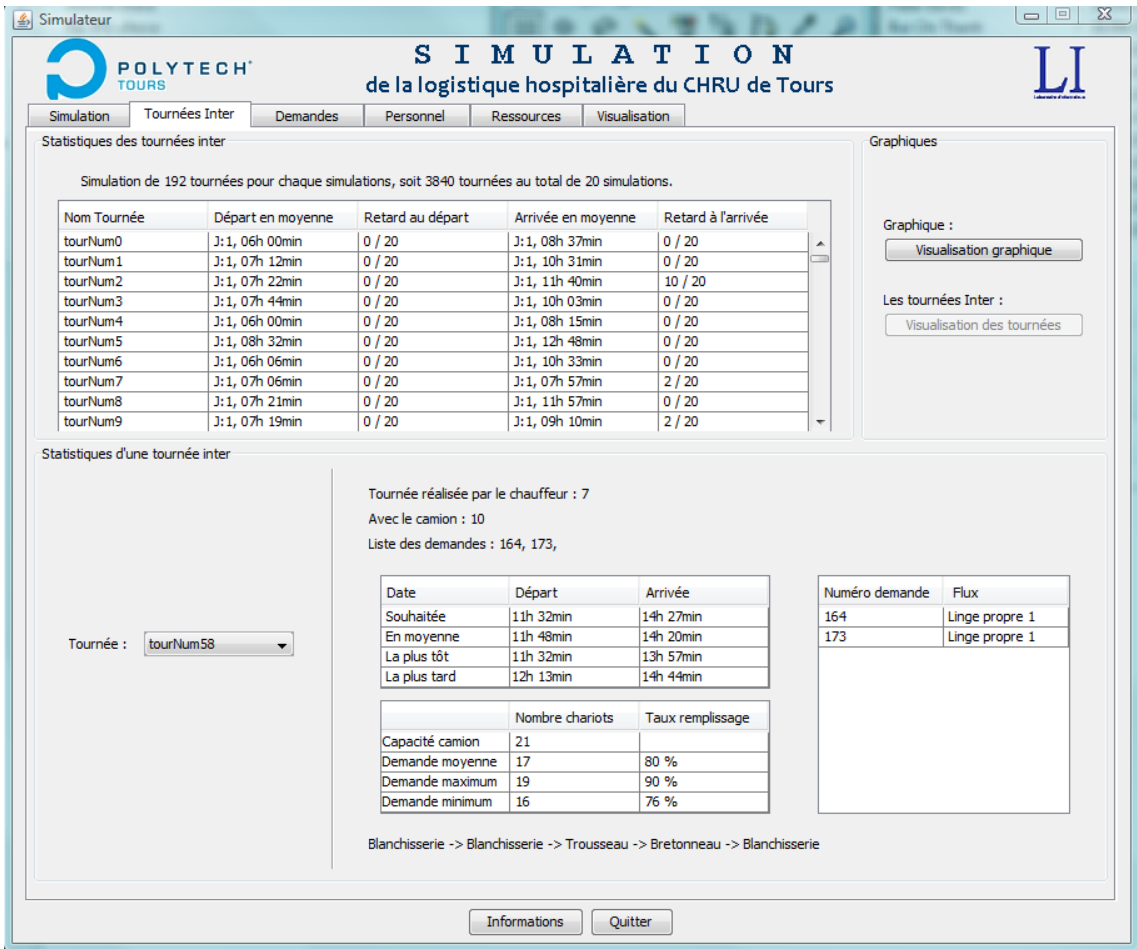 Simulateur
POLYTECH
TOURS
SIMULATION
de la logistique hospitalière du CHRU de Tours
LI
Simulation Tournées Inter Demandes Personnel Ressources Visualisation
Statistiques des tournées inter
Simulation de 192 tournées pour chaque simulations, soit 3840 tournées au total de 20 simulations.
Nom Tournée Départ en moyenne Retard au départ Arrivée en moyenne Retard à l'arrivée
tourNum0 J:1, 06h 00min 0 / 20 J:1, 08h 37min 0 / 20
tourNum1 J:1, 07h 12min 0 / 20 J:1, 10h 31min 0 / 20
tourNum2 J:1, 07h 22min 0 / 20 J:1, 11h 40min 10 / 20
tourNum3 J:1, 07h 44min 0 / 20 J:1, 10h 03min 0 / 20
tourNum4 J:1, 06h 00min 0 / 20 J:1, 08h 15min 0 / 20
tourNum5 J:1, 08h 32min 0 / 20 J:1, 12h 48min 0 / 20
tourNum6 J:1, 06h 06min 0 / 20 J:1, 10h 33min 0 / 20
tourNum7 J:1, 07h 06min 0 / 20 J:1, 07h 57min 2 / 20
tourNum8 J:1, 07h 21min 0 / 20 J:1, 11h 57min 0 / 20
tourNum9 J:1, 07h 19min 0 / 20 J:1, 09h 10min 2 / 20
Graphiques
Graphique :
Visualisation graphique
Les tournées Inter :
Visualisation des tournées
Statistiques d'une tournée inter
Tournée : tourNum58
Tournée réalisée par le chauffeur : 7
Avec le camion : 10
Liste des demandes : 164, 173,
Date Départ Arrivée
Souhaitée 11h 32min 14h 27min
En moyenne 11h 48min 14h 20min
La plus tôt 11h 32min 13h 57min
La plus tard 12h 13min 14h 44min
Nombre chariots Taux remplissage
Capacité camion 21
Demande moyenne 17 80 %
Demande maximum 19 90 %
Demande minimum 16 76 %
Numéro demande Flux
164 Linge propre 1
173 Linge propre 1
Blanchisserie -> Blanchisserie -> Trousseau -> Bretonneau -> Blanchisserie
Informations Quitter